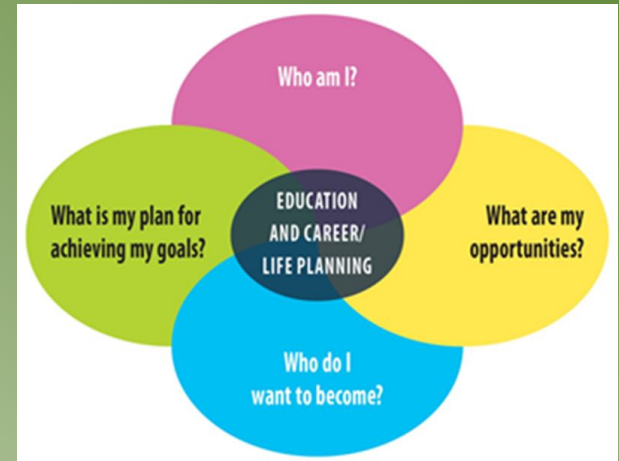 Who am I?
What is my plan for
achieving my goals?
EDUCATION
AND CAREER/
LIFE PLANNING
What are my
opportunities?
Who do I
want to become?